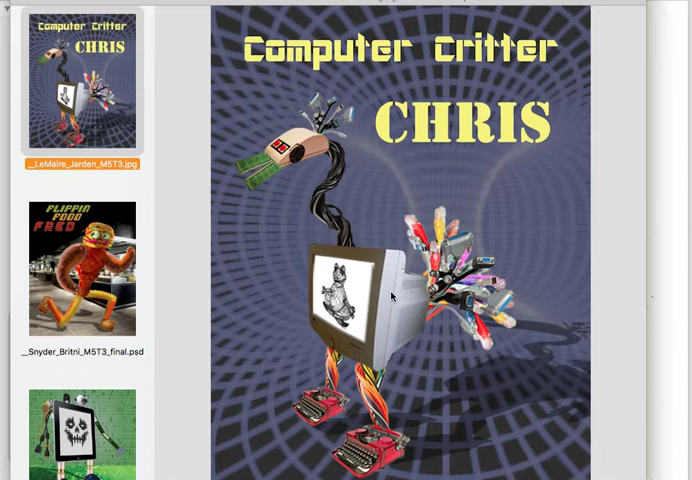 Computer Critter
CHRIS
__LeMaire_Jarden_M5T3.jpg
FLIPPIN
FOOD
FRED
__Snyder_Britni_M5T3_final.psd
Computer Critter
CHRIS